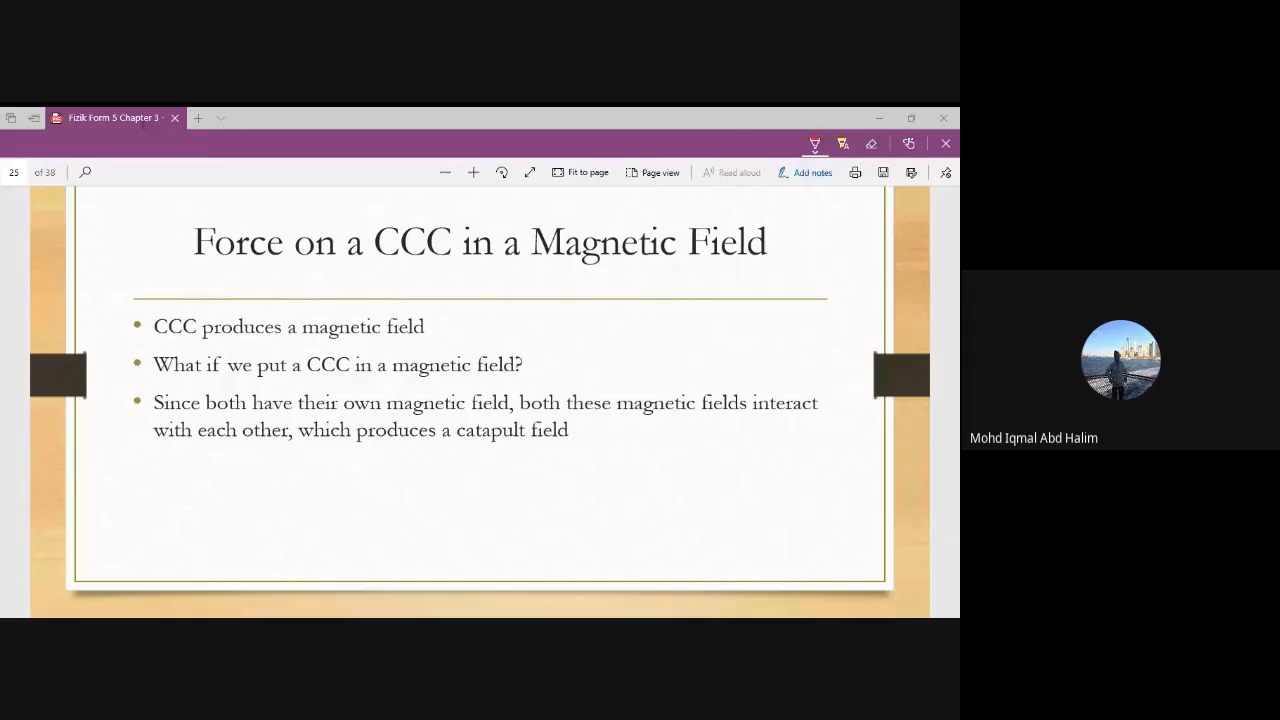 Fizik Form 5 Chapter 3 -
25 of 38 Fit to page Page view Read aloud Add notes
Force on a CCC in a Magnetic Field
CCC produces a magnetic field
What if we put a CCC in a magnetic field?
Since both have their own magnetic field, both these magnetic fields interact
with each other, which produces a catapult field
Mohd Iqmal Abd Halim